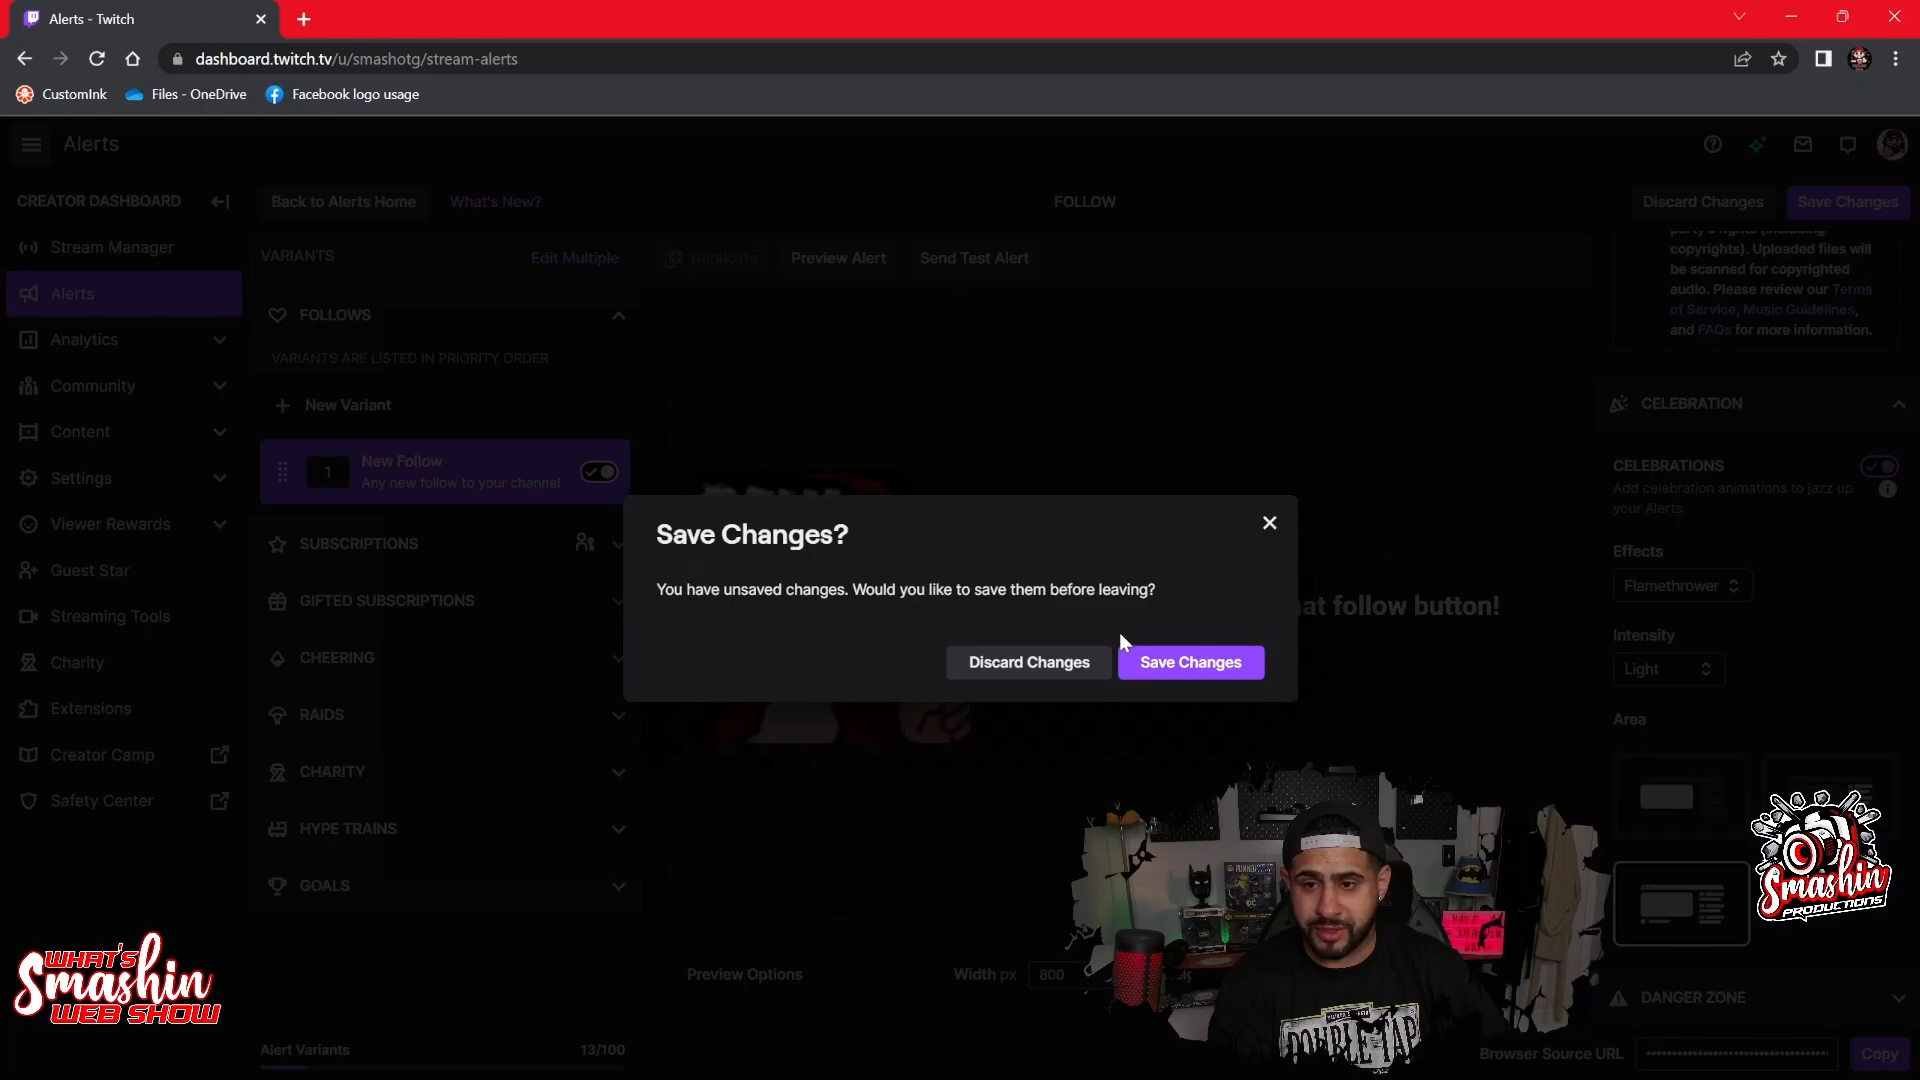 Alerts - Twitch
dashboard.twitch.tv/u/smashotg/stream-alerts
CustomInk
Files - OneDrive
Facebook logo usage
Alerts
CREATOR DASHBOARD
Back to Alerts Home
What's New?
FOLLOW
Discard Changes
Save Changes
Stream Manager
Alerts
Analytics
Community
Content
Settings
Viewer Rewards
Guest Star
Streaming Tools
Charity
Extensions
Creator Camp
Safety Center
VARIANTS
Edit Multiple
FOLLOWS
VARIANTS ARE LISTED IN PRIORITY ORDER
New Variant
1
New Follow
Any new follow to your channel
SUBSCRIPTIONS
GIFTED SUBSCRIPTIONS
CHEERING
RAIDS
CHARITY
HYPE TRAINS
GOALS
Alert Variants
13/100
Duplicate
Preview Alert
Send Test Alert
Save Changes?
You have unsaved changes. Would you like to save them before leaving?
Discard Changes
Save Changes
at follow button!
Preview Options
Width px
800
party's rights (including
copyrights). Uploaded files will
be scanned for copyrighted
audio. Please review our Terms
of Service, Music Guidelines,
and FAQs for more information.
CELEBRATION
CELEBRATIONS
Add celebration animations to jazz up
your Alerts.
Effects
Flamethrower
Intensity
Light
Area
DANGER ZONE
Browser Source URL
Copy
WHAT'S
Smashin
WEB SHOW
Smashin
PRODUCTIONS
DOUBLE TAP